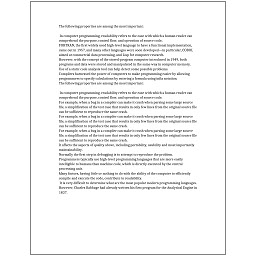 The following properties are among the most important:
In computer programming, readability refers to the ease with which a human reader can
comprehend the purpose, control flow, and operation of source code.
FORTRAN, the first widely used high-level language to have a functional implementation,
came out in 1957, and many other languages were soon developed—in particular, COBOL
aimed at commercial data processing, and Lisp for computer research.
However, with the concept of the stored-program computer introduced in 1949, both
programs and data were stored and manipulated in the same way in computer memory.
Use of a static code analysis tool can help detect some possible problems.
Compilers harnessed the power of computers to make programming easier by allowing
programmers to specify calculations by entering a formula using infix notation.
The following properties are among the most important:
In computer programming, readability refers to the ease with which a human reader can
comprehend the purpose, control flow, and operation of source code.
For example, when a bug in a compiler can make it crash when parsing some large source
file, a simplification of the test case that results in only few lines from the original source file
can be sufficient to reproduce the same crash.
For example, when a bug in a compiler can make it crash when parsing some large source
file, a simplification of the test case that results in only few lines from the original source file
can be sufficient to reproduce the same crash.
For example, when a bug in a compiler can make it crash when parsing some large source
file, a simplification of the test case that results in only few lines from the original source file
can be sufficient to reproduce the same crash.
It affects the aspects of quality above, including portability, usability and most importantly
maintainability.
Normally the first step in debugging is to attempt to reproduce the problem.
Programmers typically use high-level programming languages that are more easily
intelligible to humans than machine code, which is directly executed by the central
processing unit.
Many factors, having little or nothing to do with the ability of the computer to efficiently
compile and execute the code, contribute to readability.
It is very difficult to determine what are the most popular modern programming languages.
However, Charles Babbage had already written his first program for the Analytical Engine in
1837.